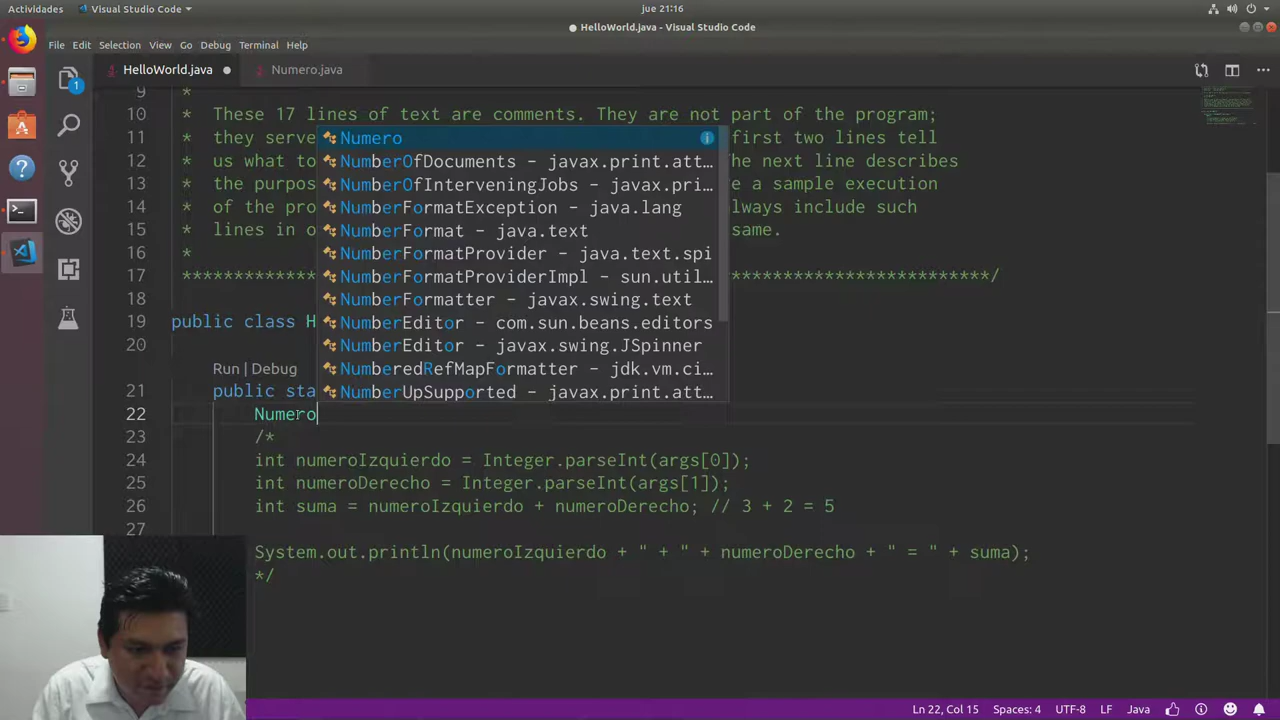 Actividades
Visual Studio Code
jue 21:16
HelloWorld.java - Visual Studio Code
File Edit Selection View Go Debug Terminal Help
HelloWorld.java
Numero.java
9 *
10 * These 17 lines of text are comments. They are not part of the program;
11 * they serve first two lines tell
12 * us what to he next line describes
13 * the purpos e a sample execution
14 * of the pro lways include such
15 * lines in o same.
16 *
17 *************************************************************************/
18
19 public class H
20
Run | Debug
21 public sta
22 Numero
23 /*
24 int numeroIzquierdo = Integer.parseInt(args[0]);
25 int numeroDerecho = Integer.parseInt(args[1]);
26 int suma = numeroIzquierdo + numeroDerecho; // 3 + 2 = 5
27
System.out.println(numeroIzquierdo + " + " + numeroDerecho + " = " + suma);
*/
Numero
NumberOfDocuments – javax.print.att...
NumberOfInterveningJobs – javax.pri...
NumberFormatException – java.lang
NumberFormat – java.text
NumberFormatProvider – java.text.spi
NumberFormatProviderImpl – sun.util...
NumberFormatter – javax.swing.text
NumberEditor – com.sun.beans.editors
NumberEditor – javax.swing.JSpinner
NumberedRefMapFormatter – jdk.vm.ci...
NumberUpSupported – javax.print.att...
1
Ln 22, Col 15 Spaces: 4 UTF-8 LF Java